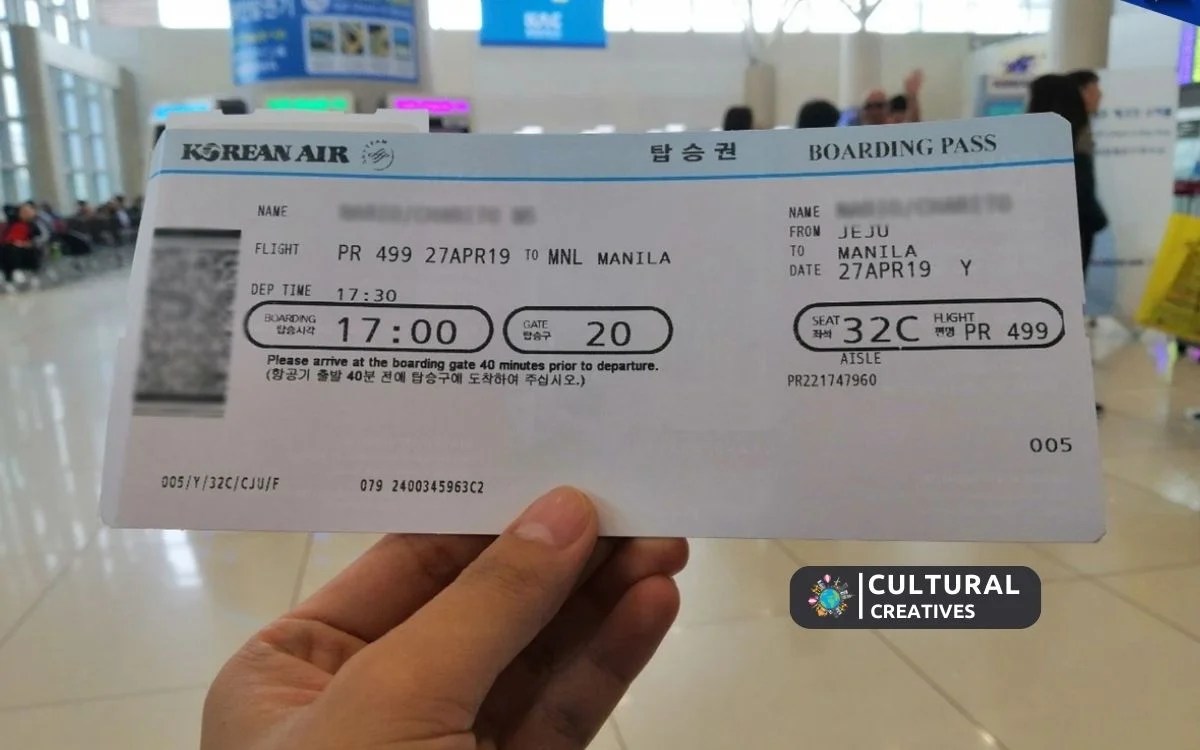 KOREAN AIR
탑승권
BOARDING PASS
NAME
FLIGHT PR 499 27APR19 TO MNL MANILA
DEP TIME 17:30
BOARDING
탑승시각
17:00
GATE
탑승구
20
Please arrive at the boarding gate 40 minutes prior to departure.
(항공기 출발 40분 전에 탑승구에 도착하여 주십시오.)
005/Y/32C/CJU/F
079 2400345963C2
NAME
FROM JEJU
TO MANILA
DATE 27APR19 Y
SEAT
좌석
32C
FLIGHT
편명
PR 499
AISLE
PR221747960
005
CULTURAL
CREATIVES